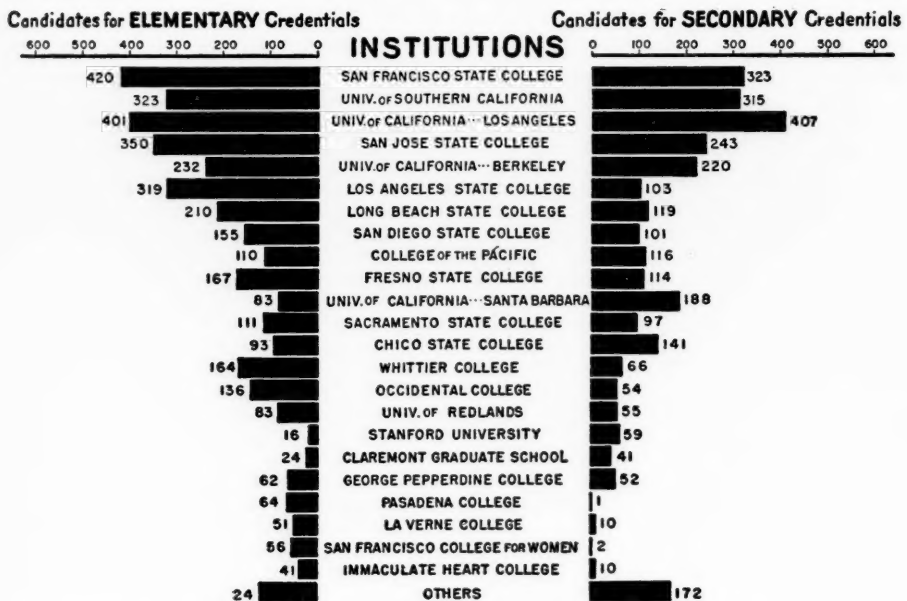 Candidates for ELEMENTARY Credentials Candidates for SECONDARY Credentials
INSTITUTIONS
600 400 300 200 100 0 0 100 200 300 400 500 600
420 SAN FRANCISCO STATE COLLEGE 323
323 UNIV. OF SOUTHERN CALIFORNIA 315
401 UNIV. OF CALIFORNIA--- LOS ANGELES 407
350 SAN JOSE STATE COLLEGE 243
232 UNIV. OF CALIFORNIA--- BERKELEY 220
319 LOS ANGELES STATE COLLEGE 103
210 LONG BEACH STATE COLLEGE 119
155 SAN DIEGO STATE COLLEGE 101
110 COLLEGE OF THE PACIFIC 116
167 FRESNO STATE COLLEGE 114
83 UNIV. OF CALIFORNIA--- SANTA BARBARA 188
111 SACRAMENTO STATE COLLEGE 97
93 CHICO STATE COLLEGE 141
164 WHITTIER COLLEGE 66
136 OCCIDENTAL COLLEGE 54
83 UNIV. OF REDLANDS 55
16 STANFORD UNIVERSITY 59
24 CLAREMONT GRADUATE SCHOOL 41
62 GEORGE PEPPERDINE COLLEGE 52
64 PASADENA COLLEGE 1
51 LA VERNE COLLEGE 10
56 SAN FRANCISCO COLLEGE FOR WOMEN 2
41 IMMACULATE HEART COLLEGE 10
24 OTHERS 172